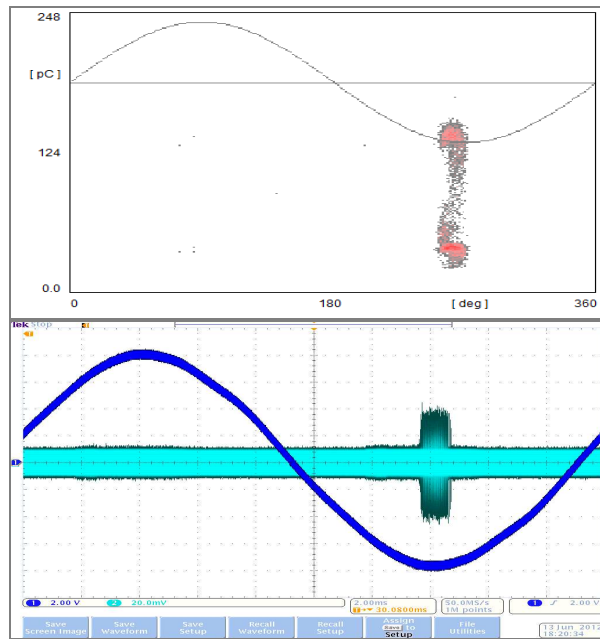 248
[pC]
124
0.0
0 180 [deg] 360
Tek Stop
1 2.00 V 2 20.0mV 2.00ms 50.0MS/s 1 2.00 V
30.0800ms 1M points
Save Screen Image
Save Waveform
Save Setup
Recall Waveform
Recall Setup
Assign Save to Setup
File Utilities
13 Jun 2012
18:20:34